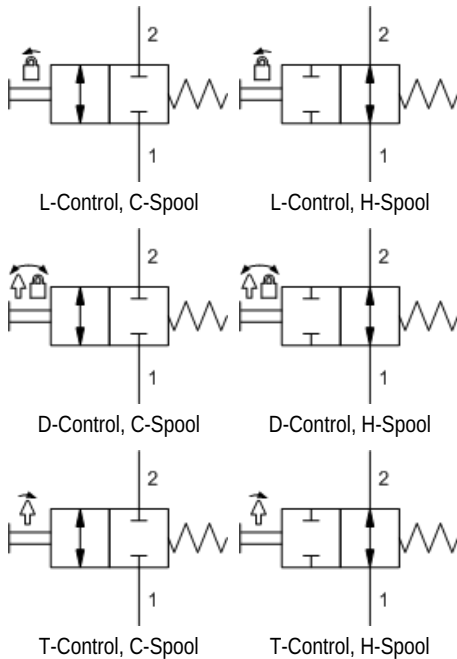 2 2
1 1
L-Control, C-Spool L-Control, H-Spool
2 2
1 1
D-Control, C-Spool D-Control, H-Spool
2 2
1 1
T-Control, C-Spool T-Control, H-Spool